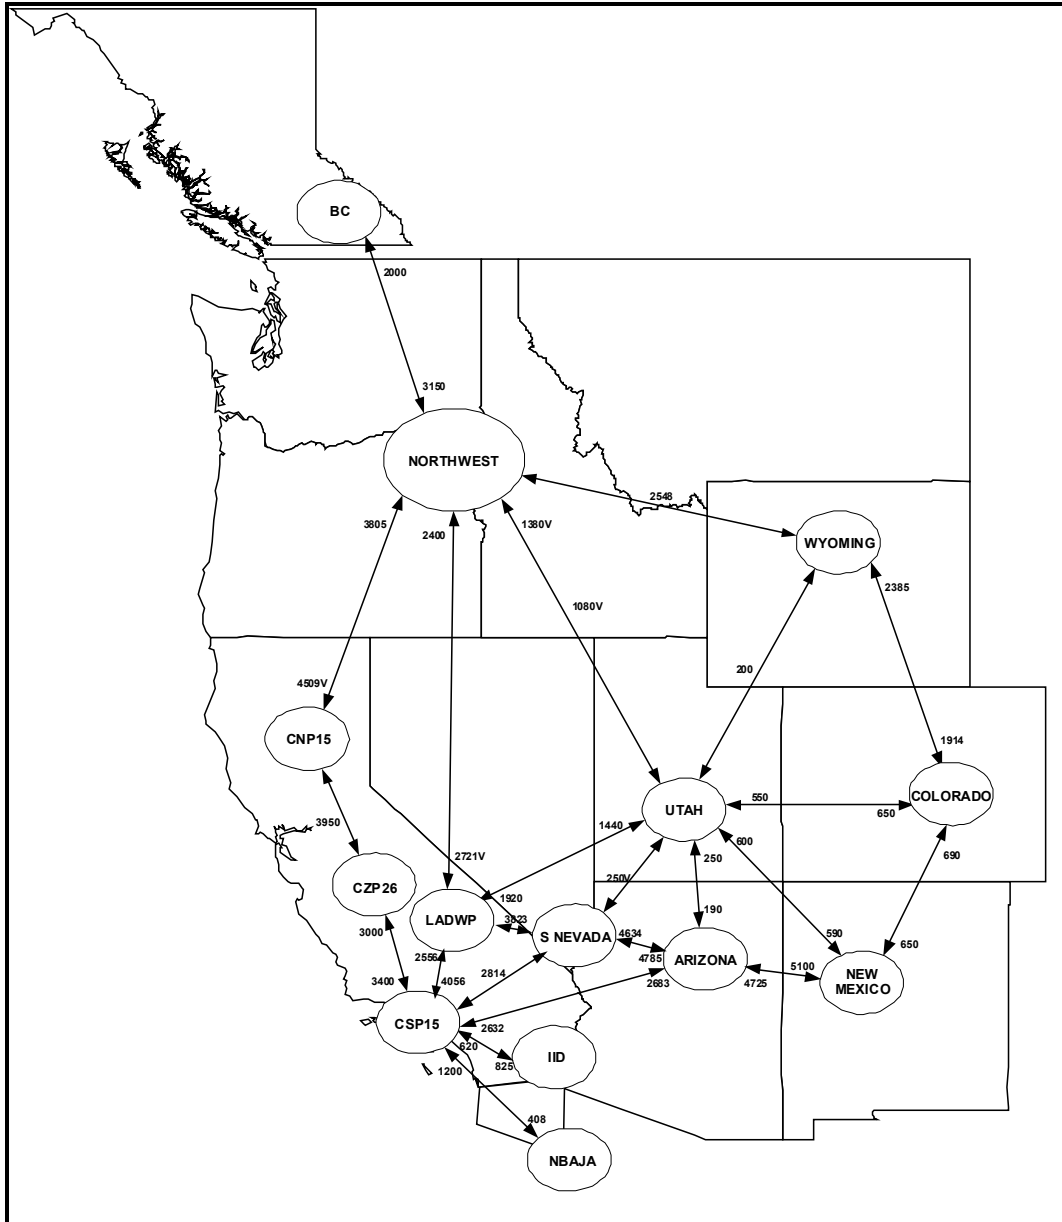 BC
2000
3150
NORTHWEST
2548
3805
2400
1380V
WYOMING
2385
1080V
200
4509V
CNP15
1914
UTAH
550
COLORADO
650
3950
1440
600
690
2721V
250
250V
CZP26
1920
190
LADWP
3823
S NEVADA
4634
590
650
3000
2556
4785
ARIZONA
5100
NEW
MEXICO
2814
3400
4056
2683
4725
CSP15
2632
620
IID
825
1200
408
NBAJA